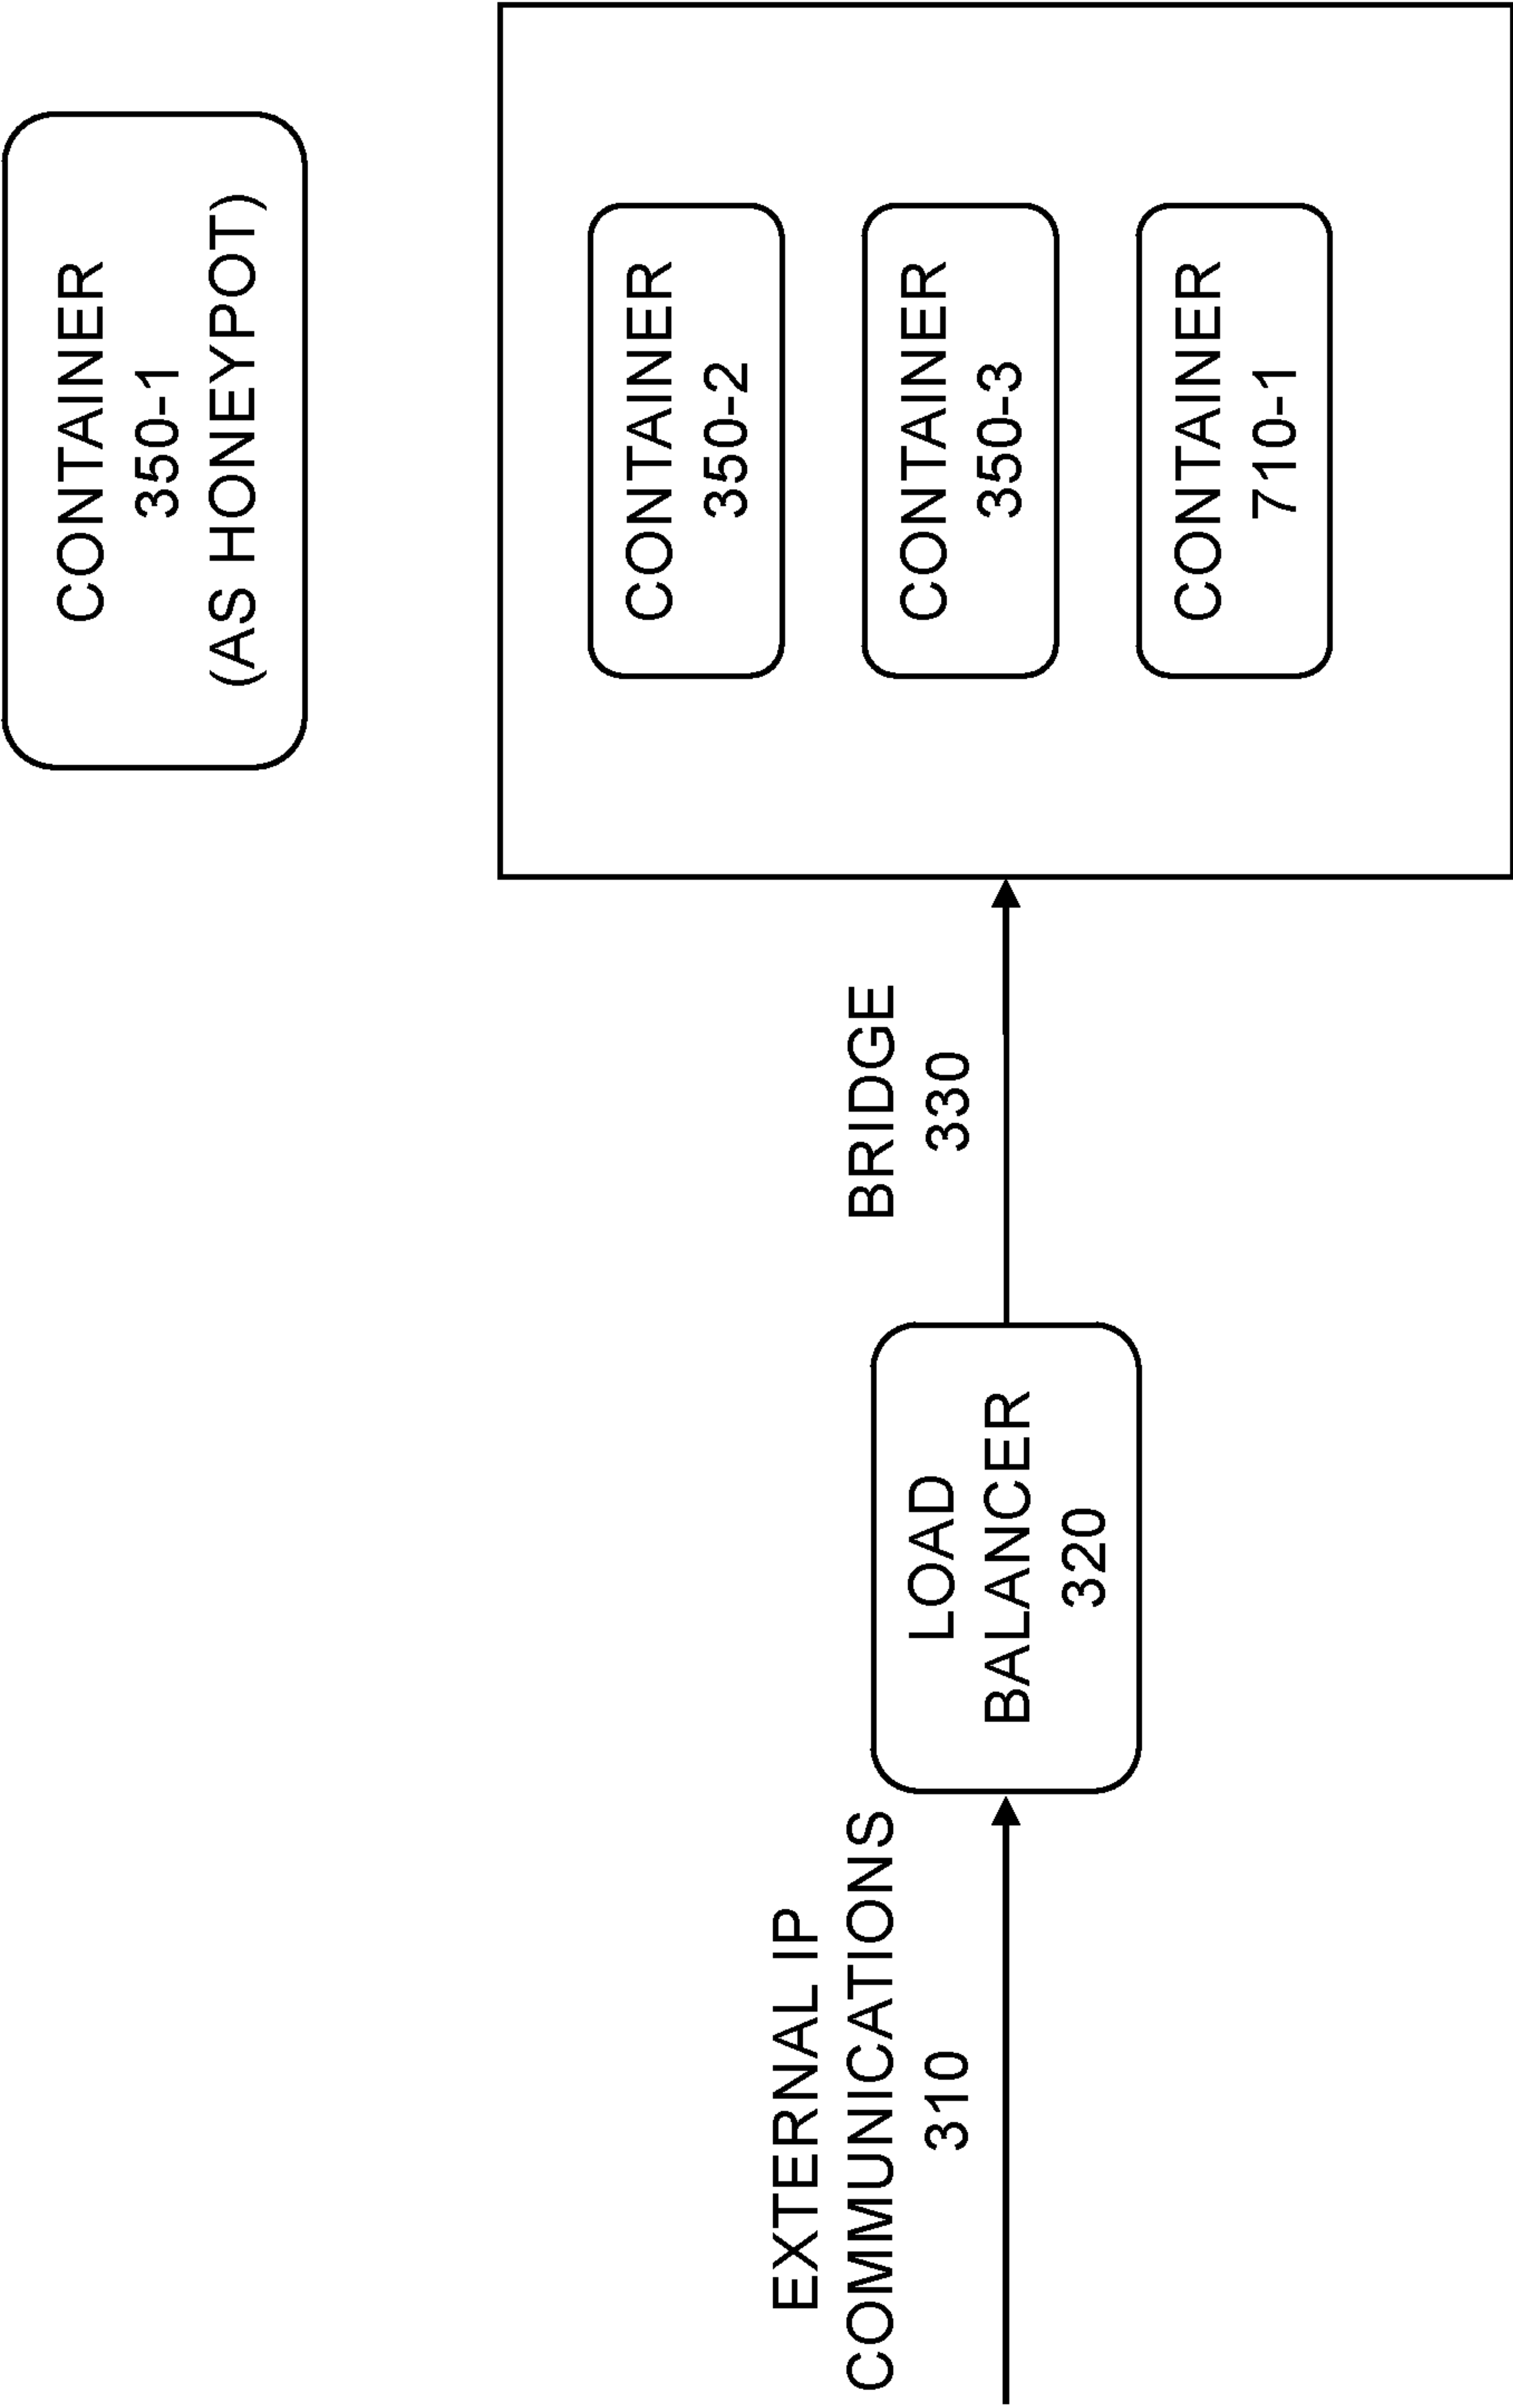 CONTAINER
350-1
(AS HONEYPOT)
EXTERNAL IP
COMMUNICATIONS
310
LOAD
BALANCER
320
BRIDGE
330
CONTAINER
350-2
CONTAINER
350-3
CONTAINER
710-1